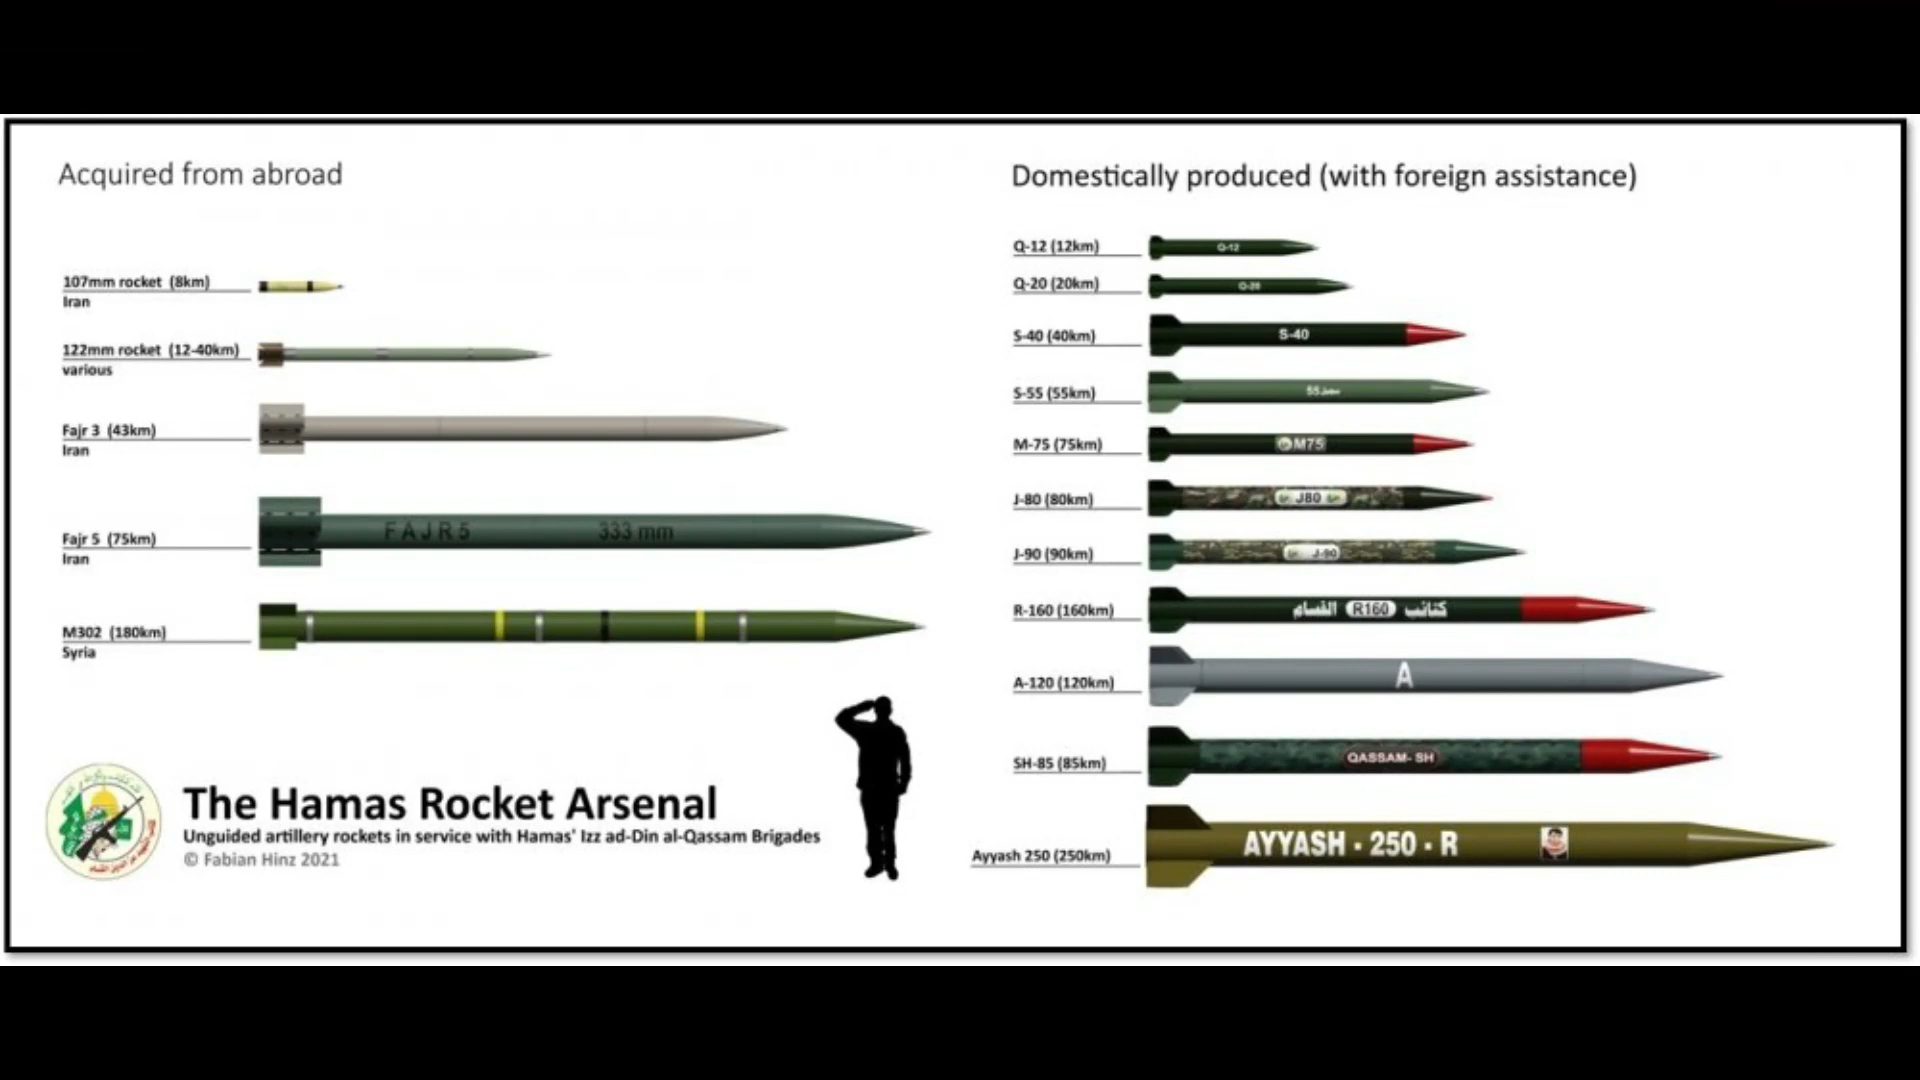 Acquired from abroad
107mm rocket (8km)
Iran
122mm rocket (12-40km)
various
Fajr 3 (43km)
Iran
Fajr 5 (75km)
Iran
FAJR5 333 mm
M302 (180km)
Syria
The Hamas Rocket Arsenal
Unguided artillery rockets in service with Hamas' Izz ad-Din al-Qassam Brigades
© Fabian Hinz 2021
Domestically produced (with foreign assistance)
Q-12 (12km)
Q-12
Q-20 (20km)
Q-20
S-40 (40km)
S-40
S-55 (55km)
55
M-75 (75km)
M75
J-80 (80km)
J80
J-90 (90km)
J-90
R-160 (160km)
كتائب R160 القسام
A-120 (120km)
A
SH-85 (85km)
QASSAM- SH
Ayyash 250 (250km)
AYYASH - 250 - R